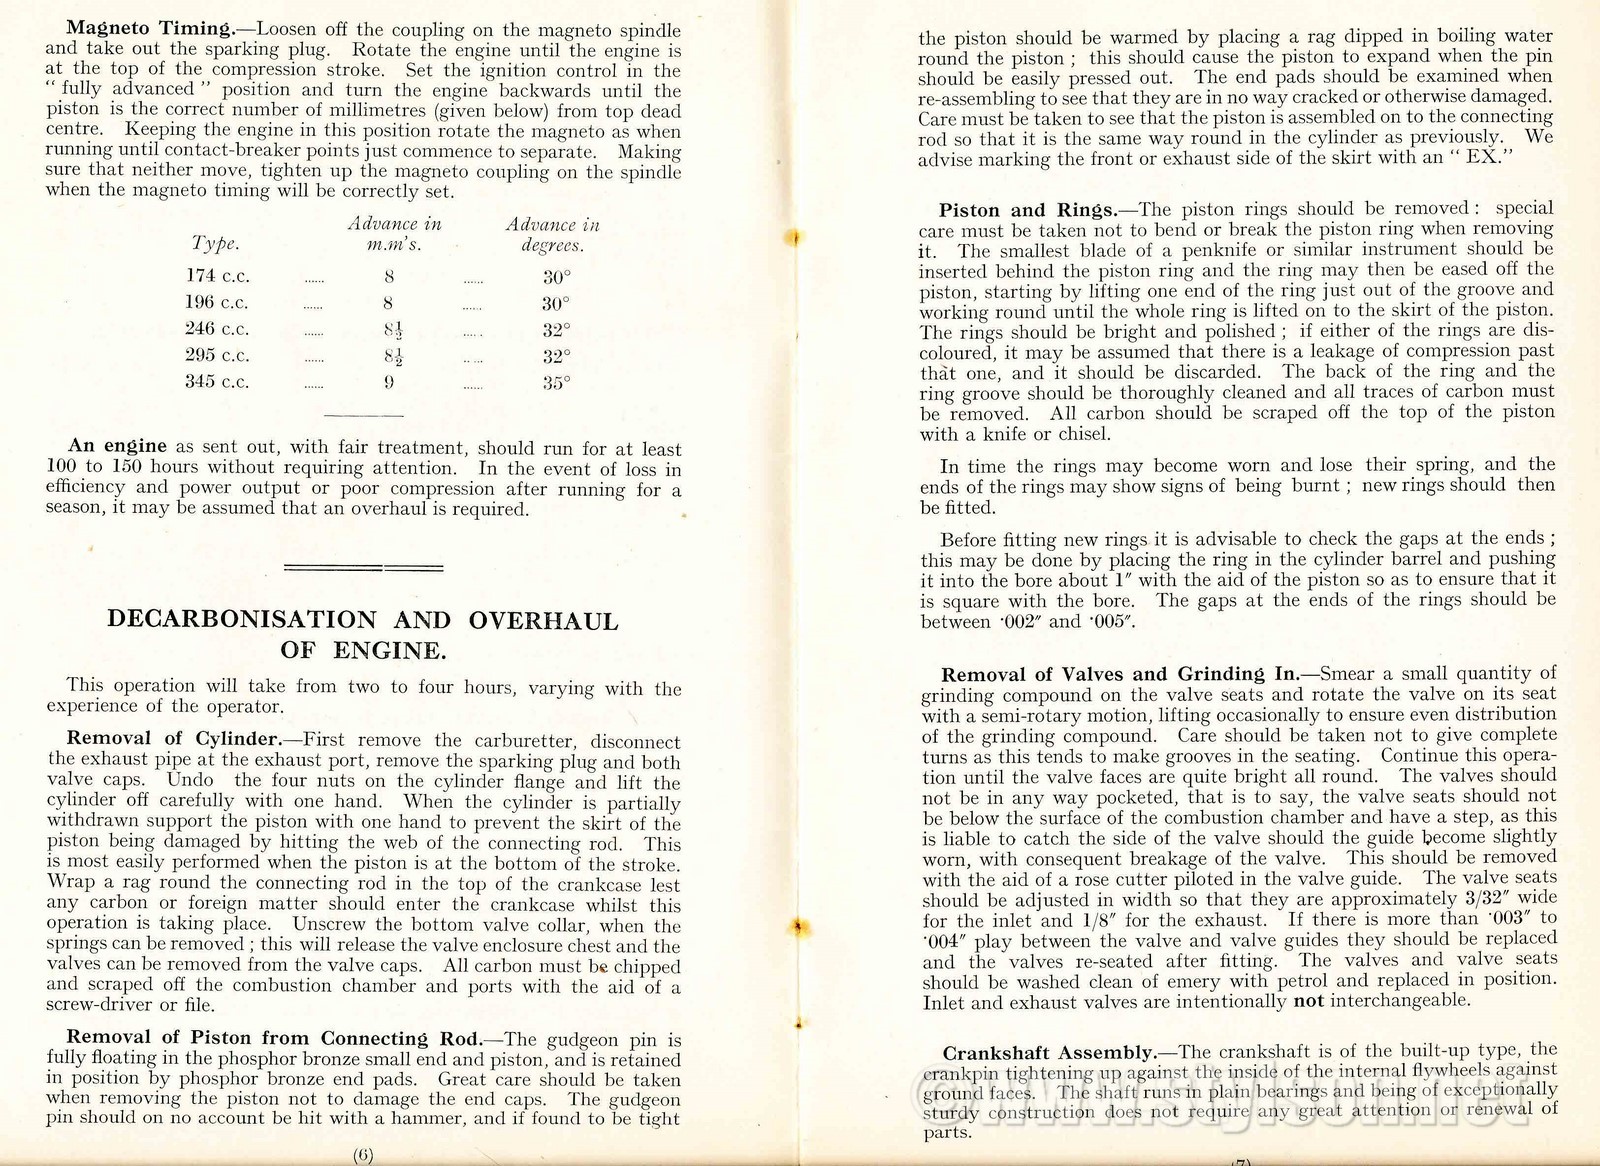 Magneto Timing.—Loosen off the coupling on the magneto spindle
and take out the sparking plug. Rotate the engine until the engine is
at the top of the compression stroke. Set the ignition control in the
“ fully advanced ” position and turn the engine backwards until the
piston is the correct number of millimetres (given below) from top dead
centre. Keeping the engine in this position rotate the magneto as when
running until contact-breaker points just commence to separate. Making
sure that neither move, tighten up the magneto coupling on the spindle
when the magneto timing will be correctly set.
Advance in Advance in
Type. m.m's. degrees.
174 c.c. ...... 8 ...... 30°
196 c.c. ...... 8 ...... 30°
246 c.c. ...... 8½ ...... 32°
295 c.c. ...... 8½ ...... 32°
345 c.c. ...... 9 ...... 35°
An engine as sent out, with fair treatment, should run for at least
100 to 150 hours without requiring attention. In the event of loss in
efficiency and power output or poor compression after running for a
season, it may be assumed that an overhaul is required.
DECARBONISATION AND OVERHAUL
OF ENGINE.
This operation will take from two to four hours, varying with the
experience of the operator.
Removal of Cylinder.—First remove the carburetter, disconnect
the exhaust pipe at the exhaust port, remove the sparking plug and both
valve caps. Undo the four nuts on the cylinder flange and lift the
cylinder off carefully with one hand. When the cylinder is partially
withdrawn support the piston with one hand to prevent the skirt of the
piston being damaged by hitting the web of the connecting rod. This
is most easily performed when the piston is at the bottom of the stroke.
Wrap a rag round the connecting rod in the top of the crankcase lest
any carbon or foreign matter should enter the crankcase whilst this
operation is taking place. Unscrew the bottom valve collar, when the
springs can be removed ; this will release the valve enclosure chest and the
valves can be removed from the valve caps. All carbon must be chipped
and scraped off the combustion chamber and ports with the aid of a
screw-driver or file.
Removal of Piston from Connecting Rod.—The gudgeon pin is
fully floating in the phosphor bronze small end and piston, and is retained
in position by phosphor bronze end pads. Great care should be taken
when removing the piston not to damage the end caps. The gudgeon
pin should on no account be hit with a hammer, and if found to be tight
(6)
the piston should be warmed by placing a rag dipped in boiling water
round the piston ; this should cause the piston to expand when the pin
should be easily pressed out. The end pads should be examined when
re-assembling to see that they are in no way cracked or otherwise damaged.
Care must be taken to see that the piston is assembled on to the connecting
rod so that it is the same way round in the cylinder as previously. We
advise marking the front or exhaust side of the skirt with an “ EX.”
Piston and Rings.—The piston rings should be removed : special
care must be taken not to bend or break the piston ring when removing
it. The smallest blade of a penknife or similar instrument should be
inserted behind the piston ring and the ring may then be eased off the
piston, starting by lifting one end of the ring just out of the groove and
working round until the whole ring is lifted on to the skirt of the piston.
The rings should be bright and polished ; if either of the rings are dis-
coloured, it may be assumed that there is a leakage of compression past
that one, and it should be discarded. The back of the ring and the
ring groove should be thoroughly cleaned and all traces of carbon must
be removed. All carbon should be scraped off the top of the piston
with a knife or chisel.
In time the rings may become worn and lose their spring, and the
ends of the rings may show signs of being burnt ; new rings should then
be fitted.
Before fitting new rings it is advisable to check the gaps at the ends ;
this may be done by placing the ring in the cylinder barrel and pushing
it into the bore about 1″ with the aid of the piston so as to ensure that it
is square with the bore. The gaps at the ends of the rings should be
between ·002″ and ·005″.
Removal of Valves and Grinding In.—Smear a small quantity of
grinding compound on the valve seats and rotate the valve on its seat
with a semi-rotary motion, lifting occasionally to ensure even distribution
of the grinding compound. Care should be taken not to give complete
turns as this tends to make grooves in the seating. Continue this opera-
tion until the valve faces are quite bright all round. The valves should
not be in any way pocketed, that is to say, the valve seats should not
be below the surface of the combustion chamber and have a step, as this
is liable to catch the side of the valve should the guide become slightly
worn, with consequent breakage of the valve. This should be removed
with the aid of a rose cutter piloted in the valve guide. The valve seats
should be adjusted in width so that they are approximately 3/32″ wide
for the inlet and 1/8″ for the exhaust. If there is more than ·003″ to
·004″ play between the valve and valve guides they should be replaced
and the valves re-seated after fitting. The valves and valve seats
should be washed clean of emery with petrol and replaced in position.
Inlet and exhaust valves are intentionally not interchangeable.
Crankshaft Assembly.—The crankshaft is of the built-up type, the
crankpin tightening up against the inside of the internal flywheels against
ground faces. The shaft runs in plain bearings and being of exceptionally
sturdy construction does not require any great attention or renewal of
parts.